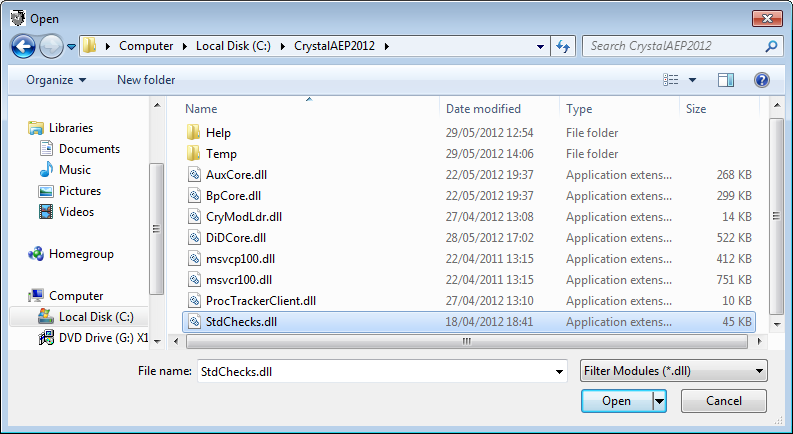 Open
Computer Local Disk (C:) CrystalAEP2012 Search CrystalAEP2012
Organize New folder
Name Date modified Type Size
Libraries
Documents
Music
Pictures
Videos
Homegroup
Computer
Local Disk (C:)
DVD Drive (G:) X1
Help 29/05/2012 12:54 File folder
Temp 29/05/2012 14:06 File folder
AuxCore.dll 22/05/2012 19:37 Application extens... 268 KB
BpCore.dll 22/05/2012 19:37 Application extens... 299 KB
CryModLdr.dll 27/04/2012 13:08 Application extens... 14 KB
DiDCore.dll 28/05/2012 17:02 Application extens... 522 KB
msvcp100.dll 22/04/2011 13:15 Application extens... 412 KB
msvcr100.dll 22/04/2011 13:15 Application extens... 751 KB
ProcTrackerClient.dll 27/04/2012 13:10 Application extens... 10 KB
StdChecks.dll 18/04/2012 18:41 Application extens... 45 KB
File name: StdChecks.dll Filter Modules (*.dll)
Open Cancel